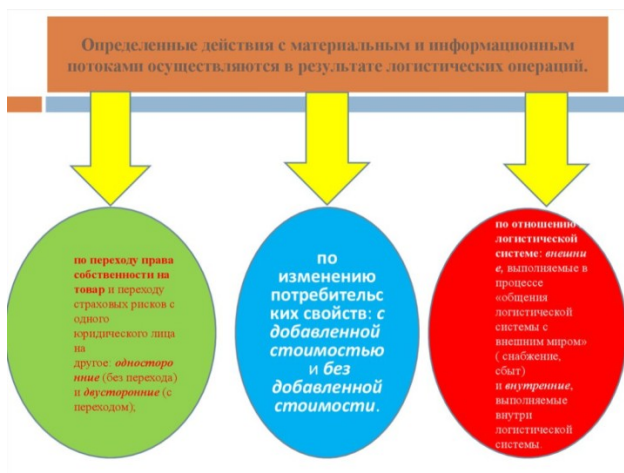 Определенные действия с материальным и информационным
потоками осуществляются в результате логистических операций.
по переходу права
собственности на
товар и переходу
страховых рисков с
одного
юридического лица
на
другое: односторо
нние (без перехода)
и двусторонние (с
переходом);
по
изменению
потребительс
ких свойств: с
добавленной
стоимостью
и без
добавленной
стоимости.
по отношению
логистической
системе: внешни
е, выполняемые в
процессе
«общения
логистической
системы с
внешним миром»
( снабжение,
сбыт)
и внутренние,
выполняемые
внутри
логистической
системы.